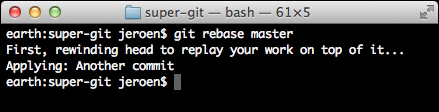 super-git — bash — 61×5
earth:super-git jeroen$ git rebase master
First, rewinding head to replay your work on top of it...
Applying: Another commit
earth:super-git jeroen$